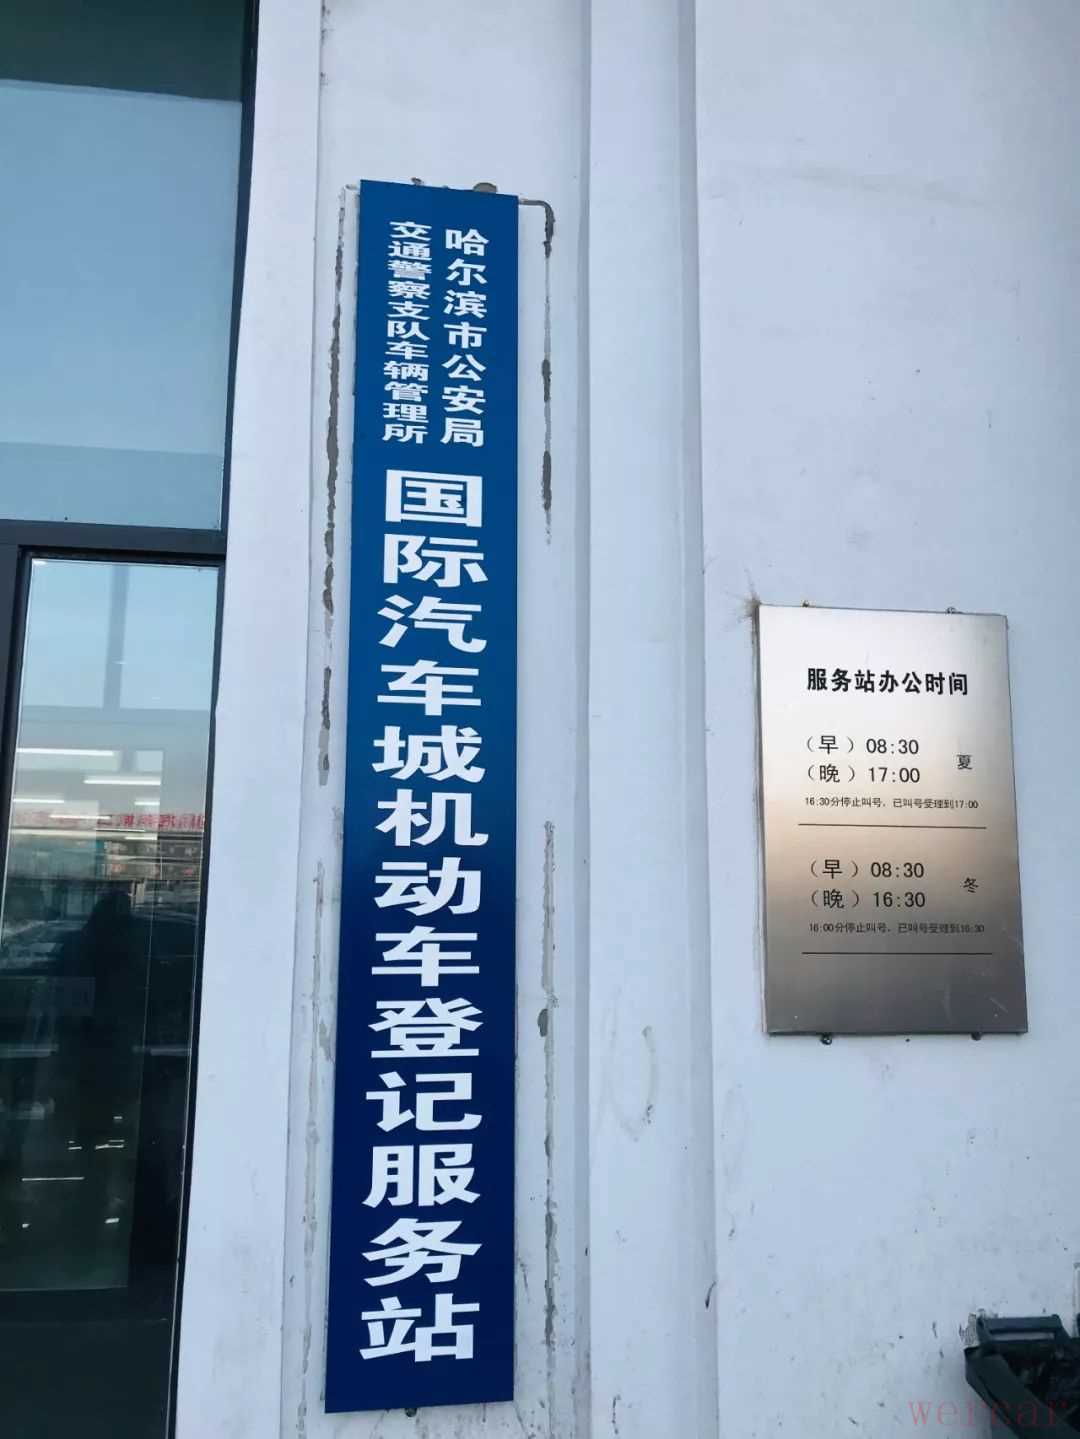 哈尔滨市公安局
交通警察支队车辆管理所
国际汽车城机动车登记服务站
服务站办公时间
（早）08:30
（晚）17:00
夏
16:30分停止叫号，已叫号受理到17:00
（早）08:30
（晚）16:30
冬
16:00分停止叫号，已叫号受理到16:30
wercar